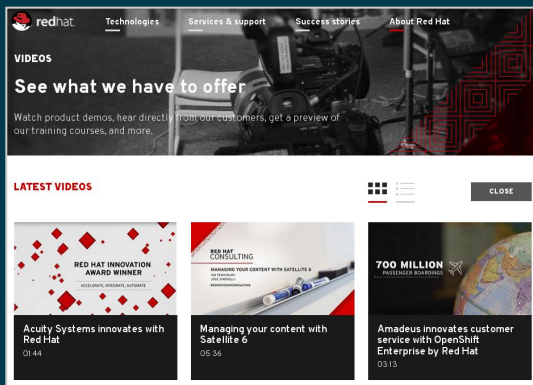 redhat.
Technologies
Services & support
Success stories
About Red Hat
VIDEOS
See what we have to offer
Watch product demos, hear directly from our customers, get a preview of
our training courses, and more.
LATEST VIDEOS
CLOSE
RED HAT INNOVATION
AWARD WINNER
ACCELERATE, INTEGRATE, AUTOMATE
Acuity Systems innovates with
Red Hat
01:44
RED HAT
CONSULTING
MANAGING YOUR CONTENT WITH SATELLITE 6
Managing your content with
Satellite 6
05:36
700 MILLION
PASSENGER BOARDINGS
Amadeus innovates customer
service with OpenShift
Enterprise by Red Hat
03:13